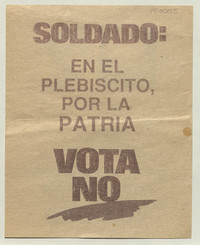 SOLDADO:
EN EL
PLEBISCITO,
POR LA
PATRIA
VOTA
NO